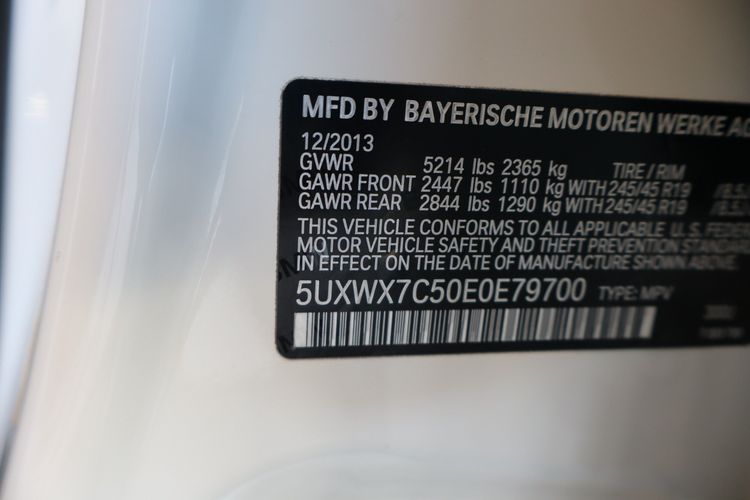 MFD BY BAYERISCHE MOTOREN WERKE AG
12/2013
GVWR 5214 lbs 2365 kg TIRE / RIM
GAWR FRONT 2447 lbs 1110 kg WITH 245/45 R19
GAWR REAR 2844 lbs 1290 kg WITH 245/45 R19
THIS VEHICLE CONFORMS TO ALL APPLICABLE U.S. FEDER
MOTOR VEHICLE SAFETY AND THEFT PREVENTION STANDARD
IN EFFECT ON THE DATE OF MANUFACTURE SHOWN ABOVE.
5UXWX7C50E0E79700 TYPE: MPV